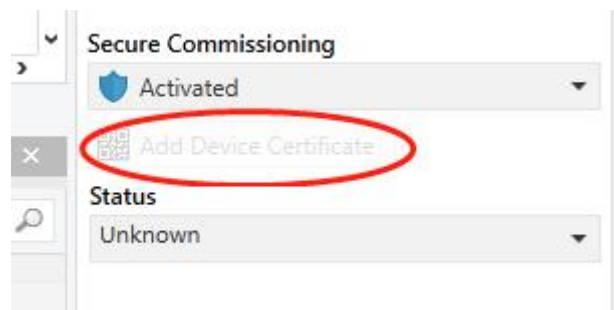 Secure Commissioning
Activated
Add Device Certificate
Status
Unknown